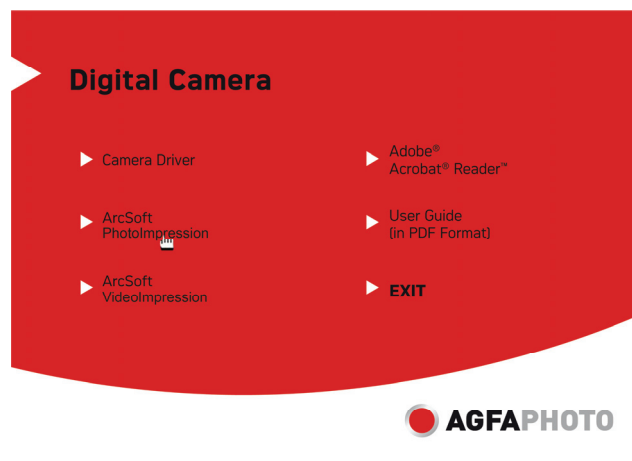 Digital Camera
Camera Driver
ArcSoft
PhotoImpression
ArcSoft
VideoImpression
Adobe®
Acrobat® Reader™
User Guide
(in PDF Format)
EXIT
AGFAPHOTO